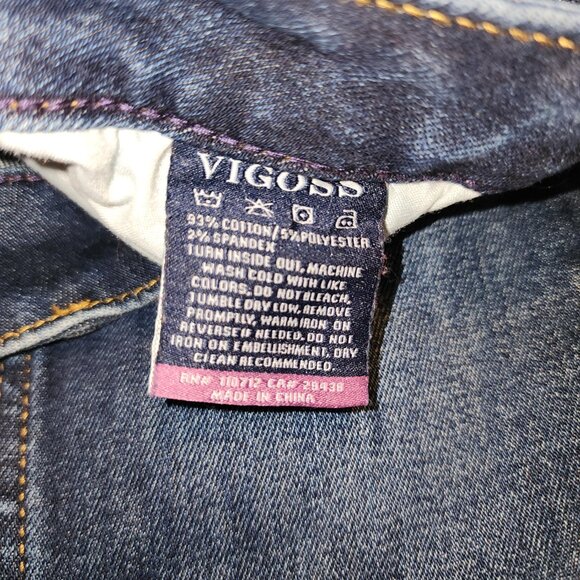 VIGOSS
93% COTTON/5% POLYESTER
2% SPANDEX
TURN INSIDE OUT, MACHINE
WASH COLD WITH LIKE
COLORS, DO NOT BLEACH,
TUMBLE DRY LOW, REMOVE
PROMPTLY, WARM IRON ON
REVERSE IF NEEDED. DO NOT
IRON ON EMBELLISHMENT, DRY
CLEAN RECOMMENDED.
RN# 118712 CA# 28438
MADE IN CHINA